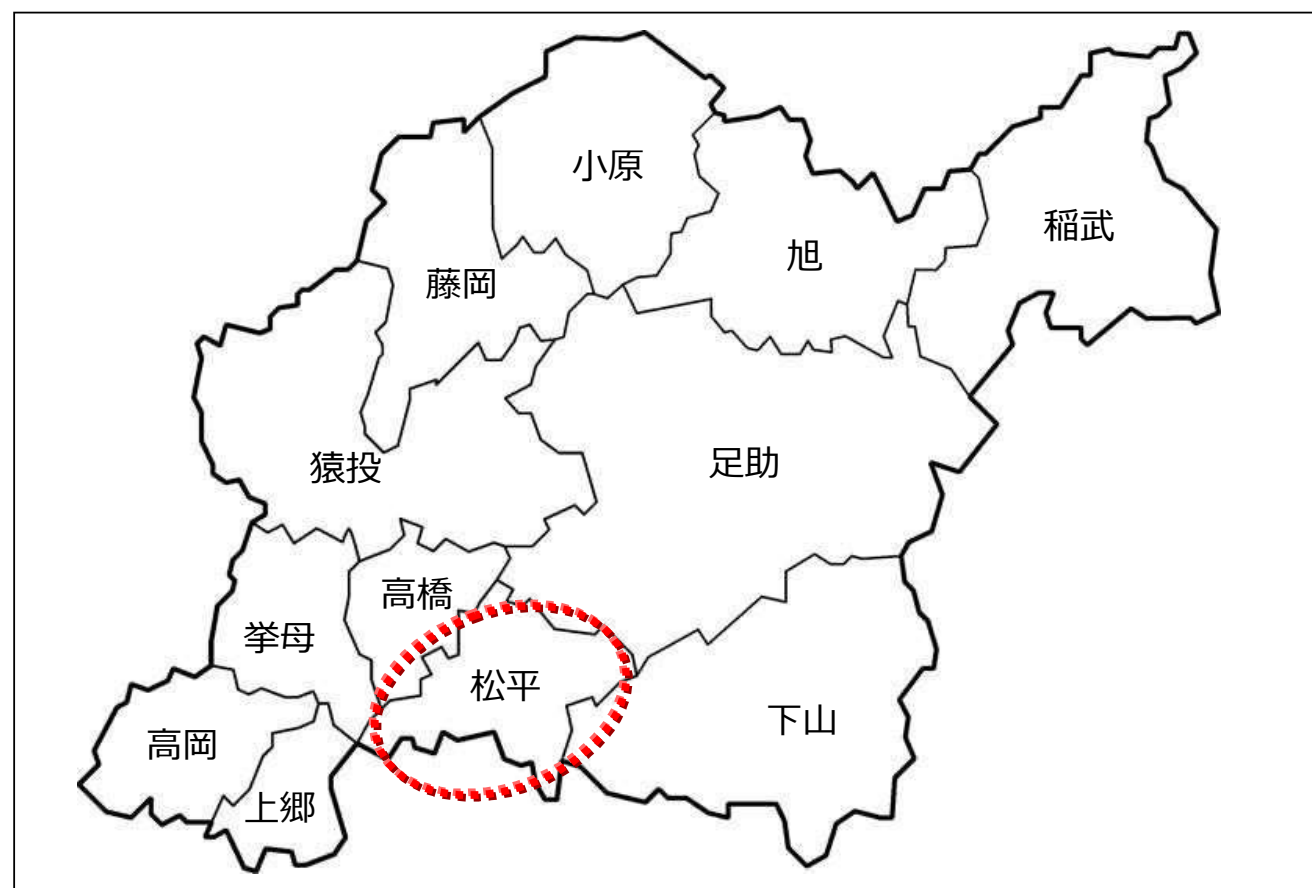 小原
旭
稲武
藤岡
猿投
足助
高橋
挙母
松平
下山
高岡
上郷